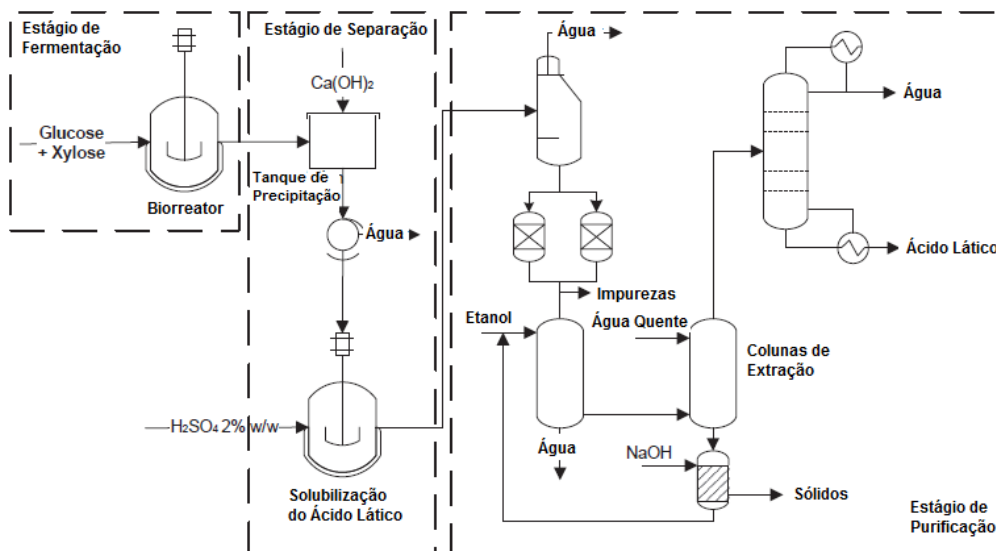 Estágio de
Fermentação
Glucose
+ Xylose
Biorreator
Estágio de Separação
Ca(OH)₂
Tanque de
Precipitação
Água
H₂SO₄ 2% w/w
Solubilização
do Ácido Lático
Água
Impurezas
Etanol
Água Quente
Água
Colunas de
Extração
NaOH
Sólidos
Água
Ácido Lático
Estágio de
Purificação